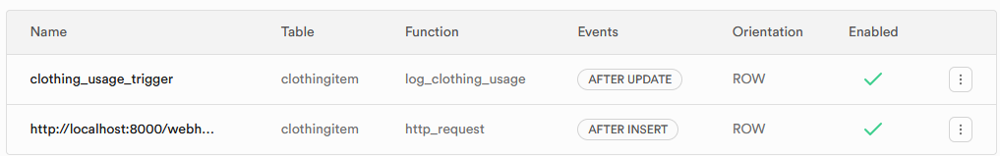 Name Table Function Events Orientation Enabled
clothing_usage_trigger clothingitem log_clothing_usage AFTER UPDATE ROW
http://localhost:8000/webh... clothingitem http_request AFTER INSERT ROW